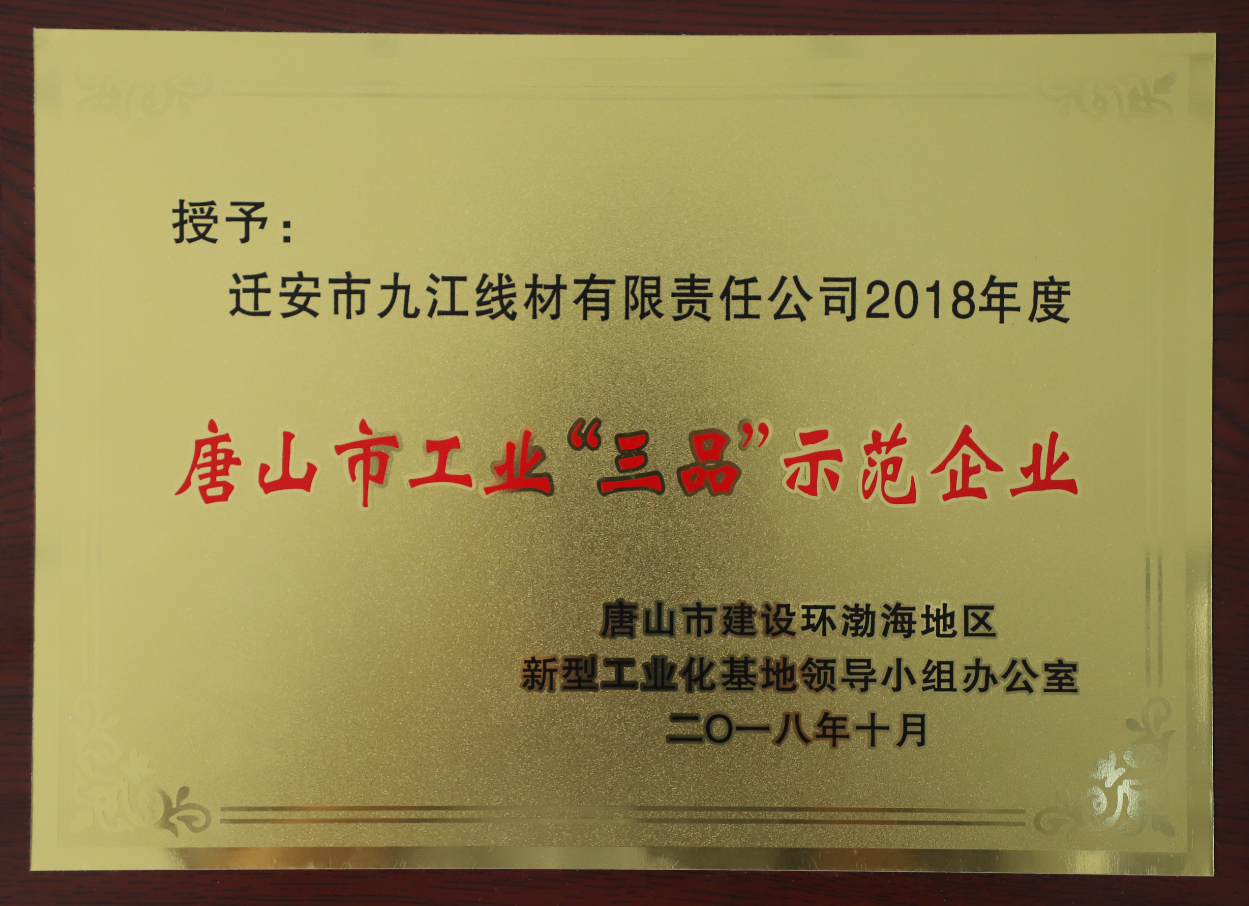 授予：
迁安市九江线材有限责任公司2018年度
唐山市工业“三品”示范企业
唐山市建设环渤海地区
新型工业化基地领导小组办公室
二〇一八年十月